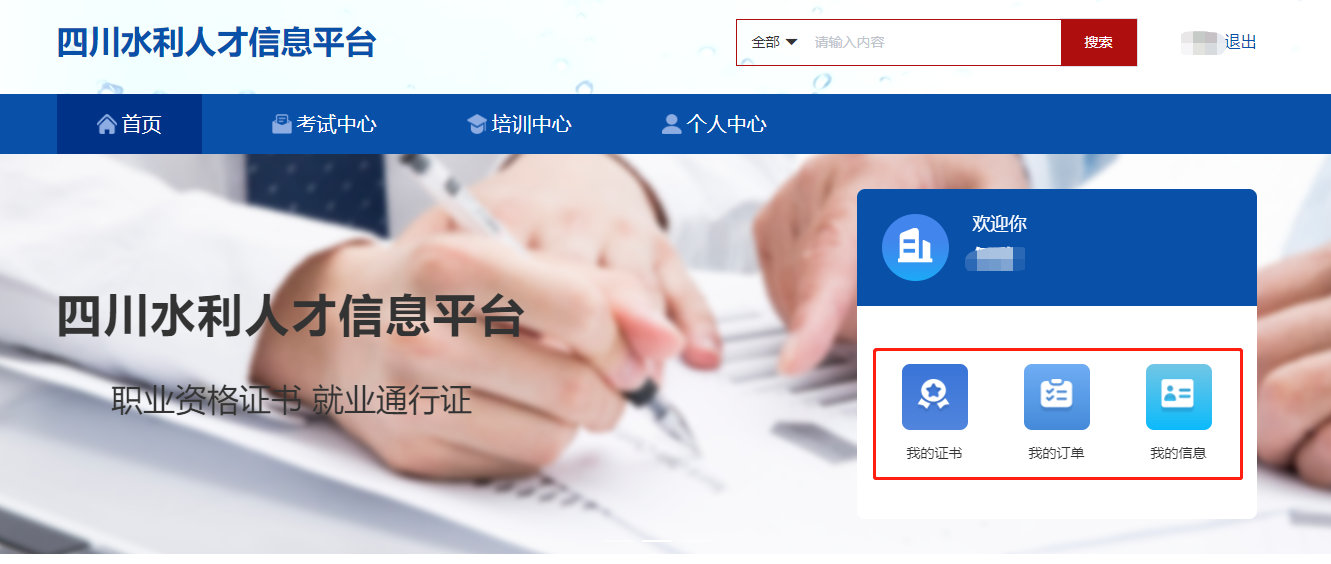 四川水利人才信息平台
全部 请输入内容 搜索
退出
首页 考试中心 培训中心 个人中心
欢迎你
四川水利人才信息平台
职业资格证书 就业通行证
我的证书 我的订单 我的信息